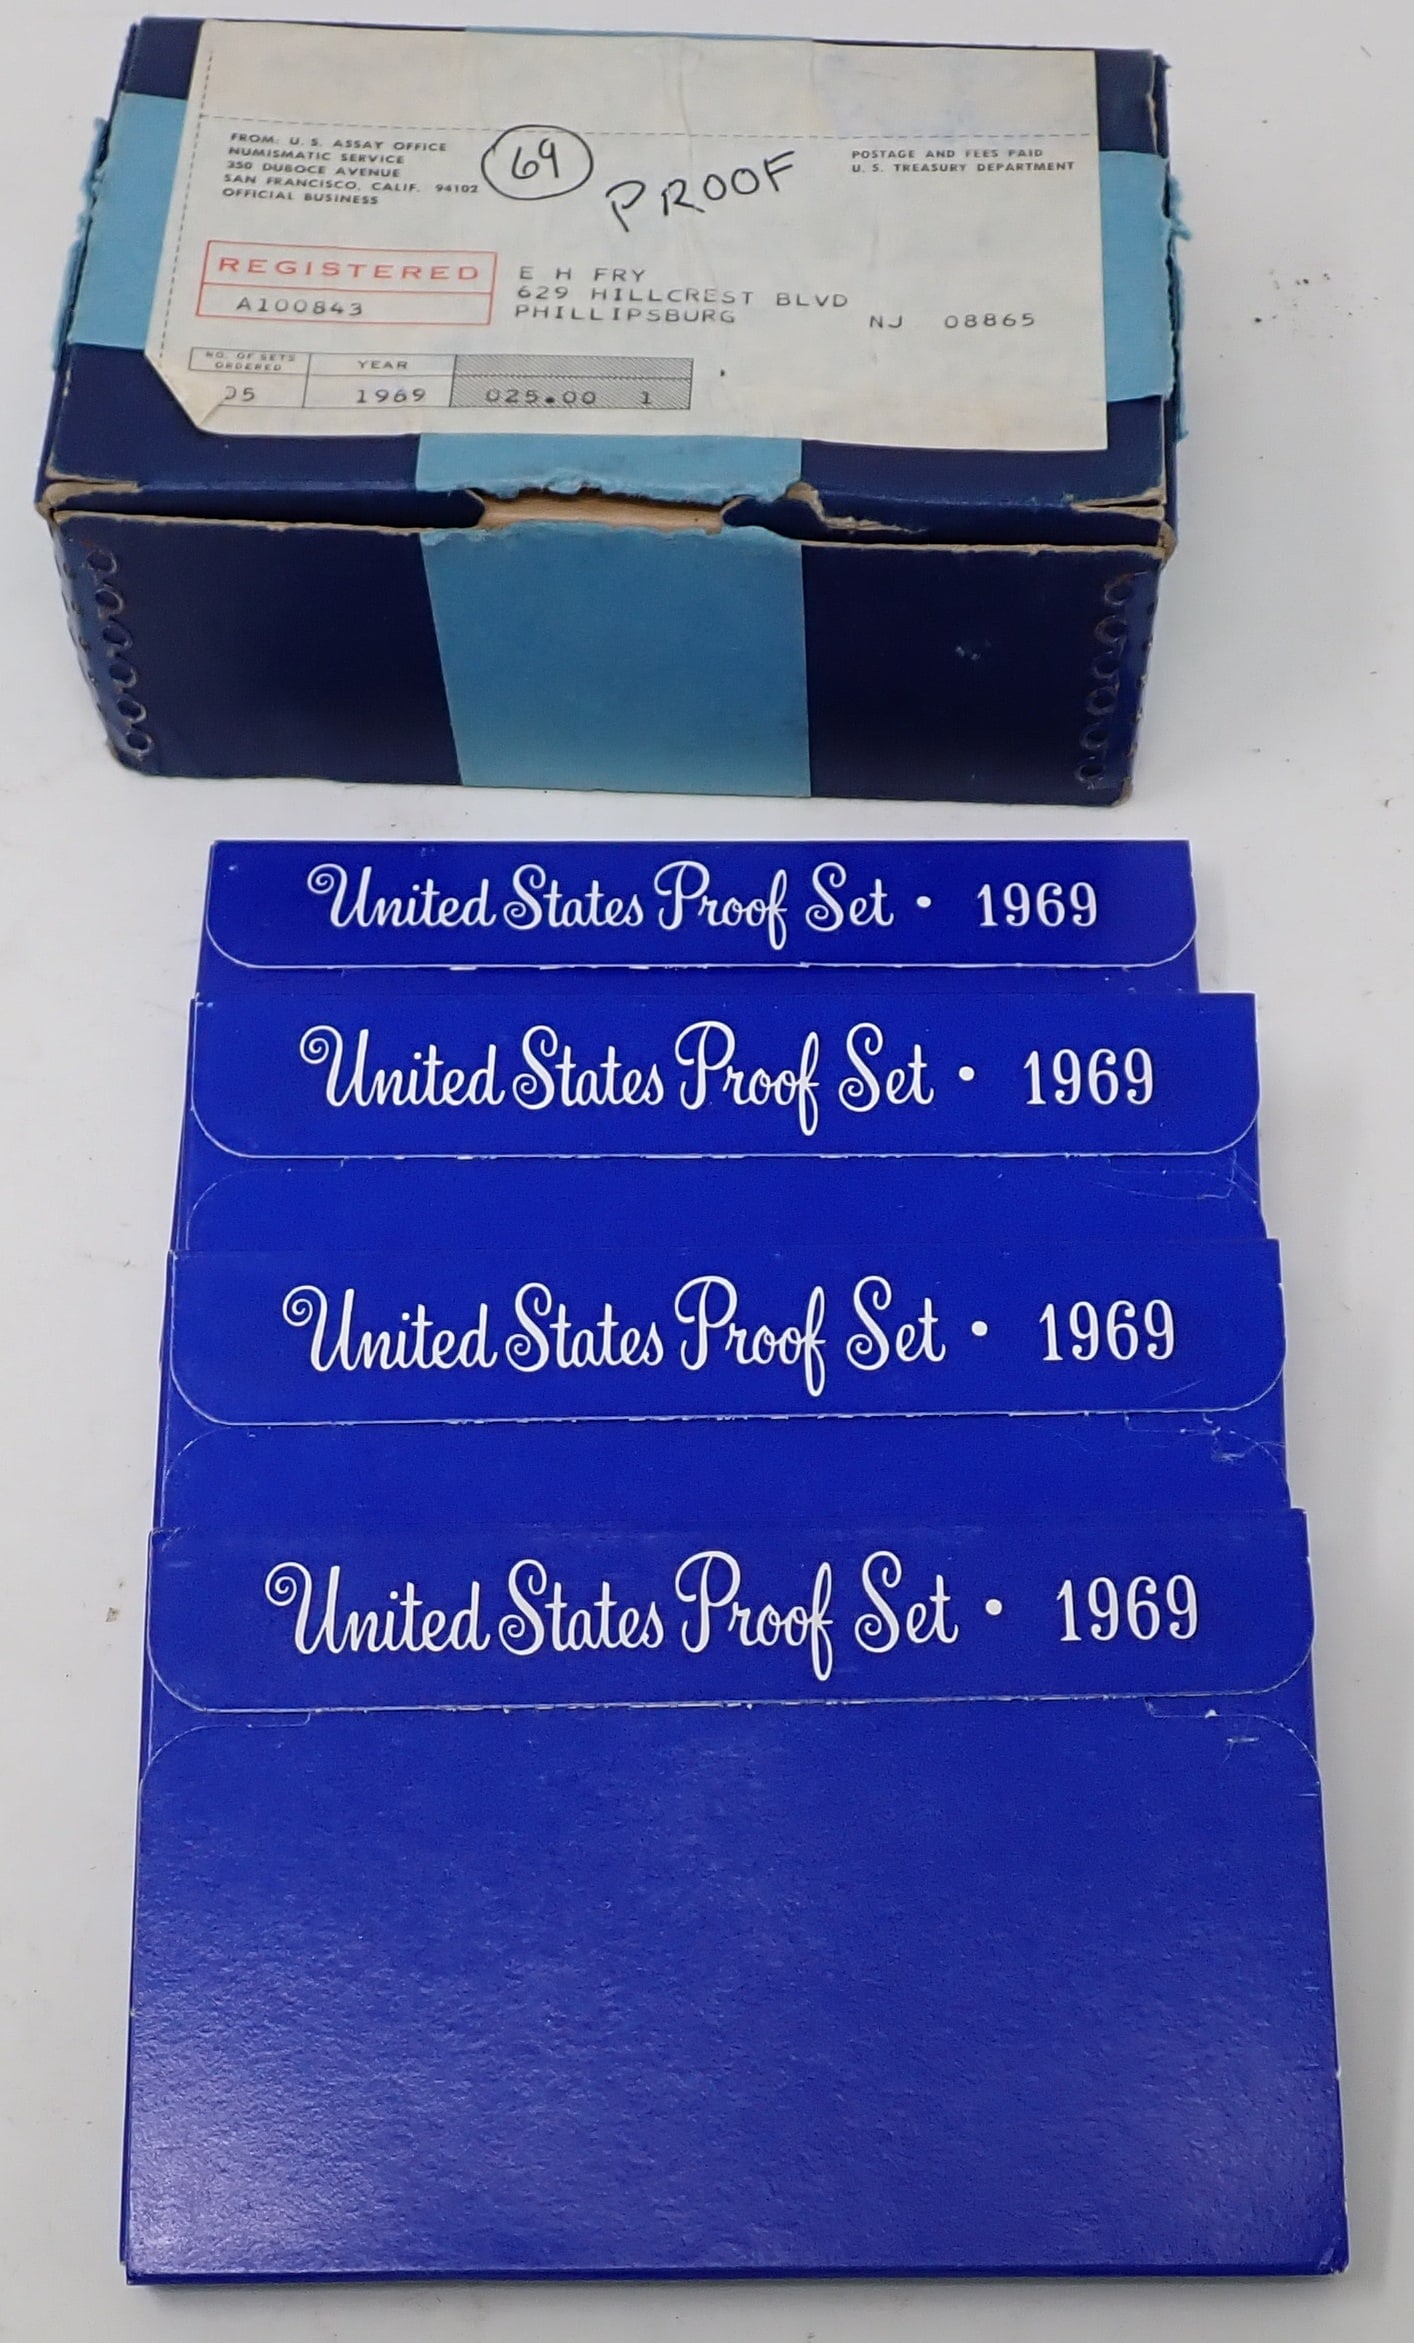 FROM: U. S. ASSAY OFFICE
NUMISMATIC SERVICE
350 DUBOCE AVENUE
SAN FRANCISCO, CALIF. 94102
OFFICIAL BUSINESS
69
PROOF
POSTAGE AND FEES PAID
U. S. TREASURY DEPARTMENT
REGISTERED
A100843
E H FRY
629 HILLCREST BLVD
PHILLIPSBURG NJ 08865
NO. OF SETS
ORDERED
YEAR
05 1969 025.00 1
United States Proof Set • 1969
United States Proof Set • 1969
United States Proof Set • 1969
United States Proof Set • 1969